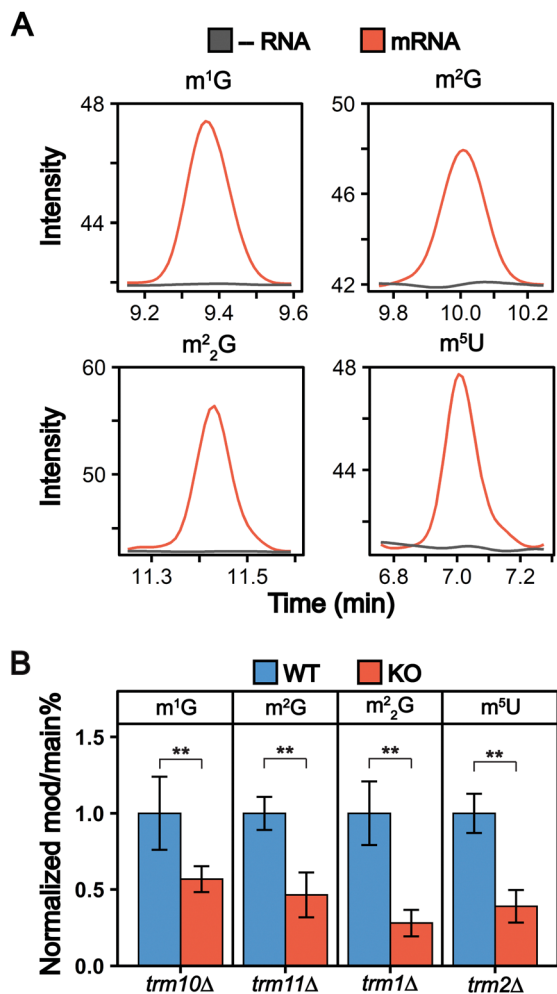 A
– RNA mRNA
m¹G m²G
48 50
44 46
42
Intensity
9.2 9.4 9.6 9.8 10.0 10.2
m²₂G m⁵U
60 48
50 44
Intensity
11.3 11.5 6.8 7.0 7.2
Time (min)
B
WT KO
m¹G m²G m²₂G m⁵U
Normalized mod/main%
1.5
** ** ** **
1.0
0.5
0.0
trm10Δ trm11Δ trm1Δ trm2Δ